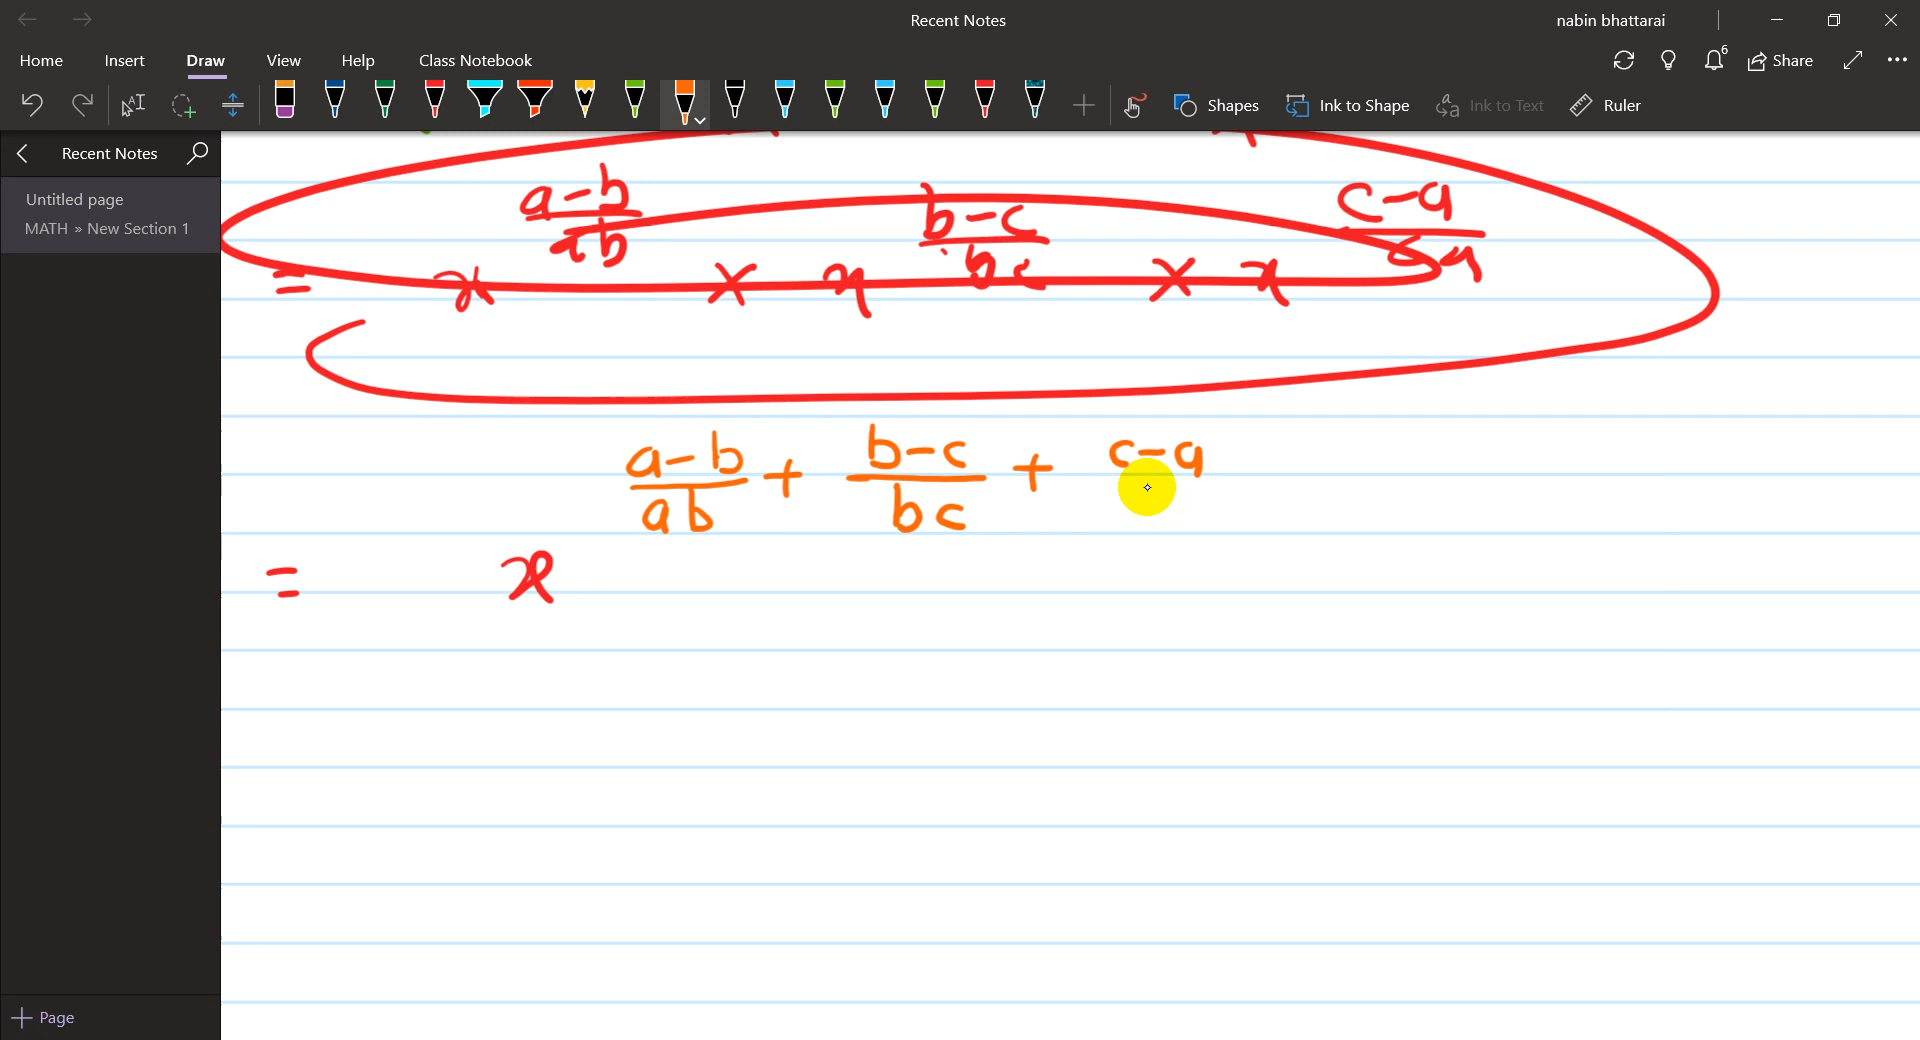 Recent Notes
nabin bhattarai
Home Insert Draw View Help Class Notebook
6 Share
Shapes Ink to Shape Ink to Text Ruler
Recent Notes
Untitled page
MATH » New Section 1
a-b b-c c-a
ab bc ca
= x × x × x
a-b + b-c + c-a
ab bc
= x
Page